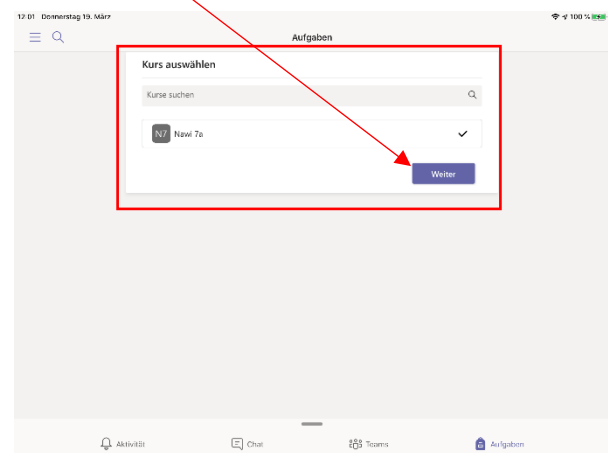 12:01 Donnerstag 19. März
100 %
Aufgaben
Kurs auswählen
Kurse suchen
N7 Nawi 7a
Weiter
Aktivität
Chat
Teams
Aufgaben